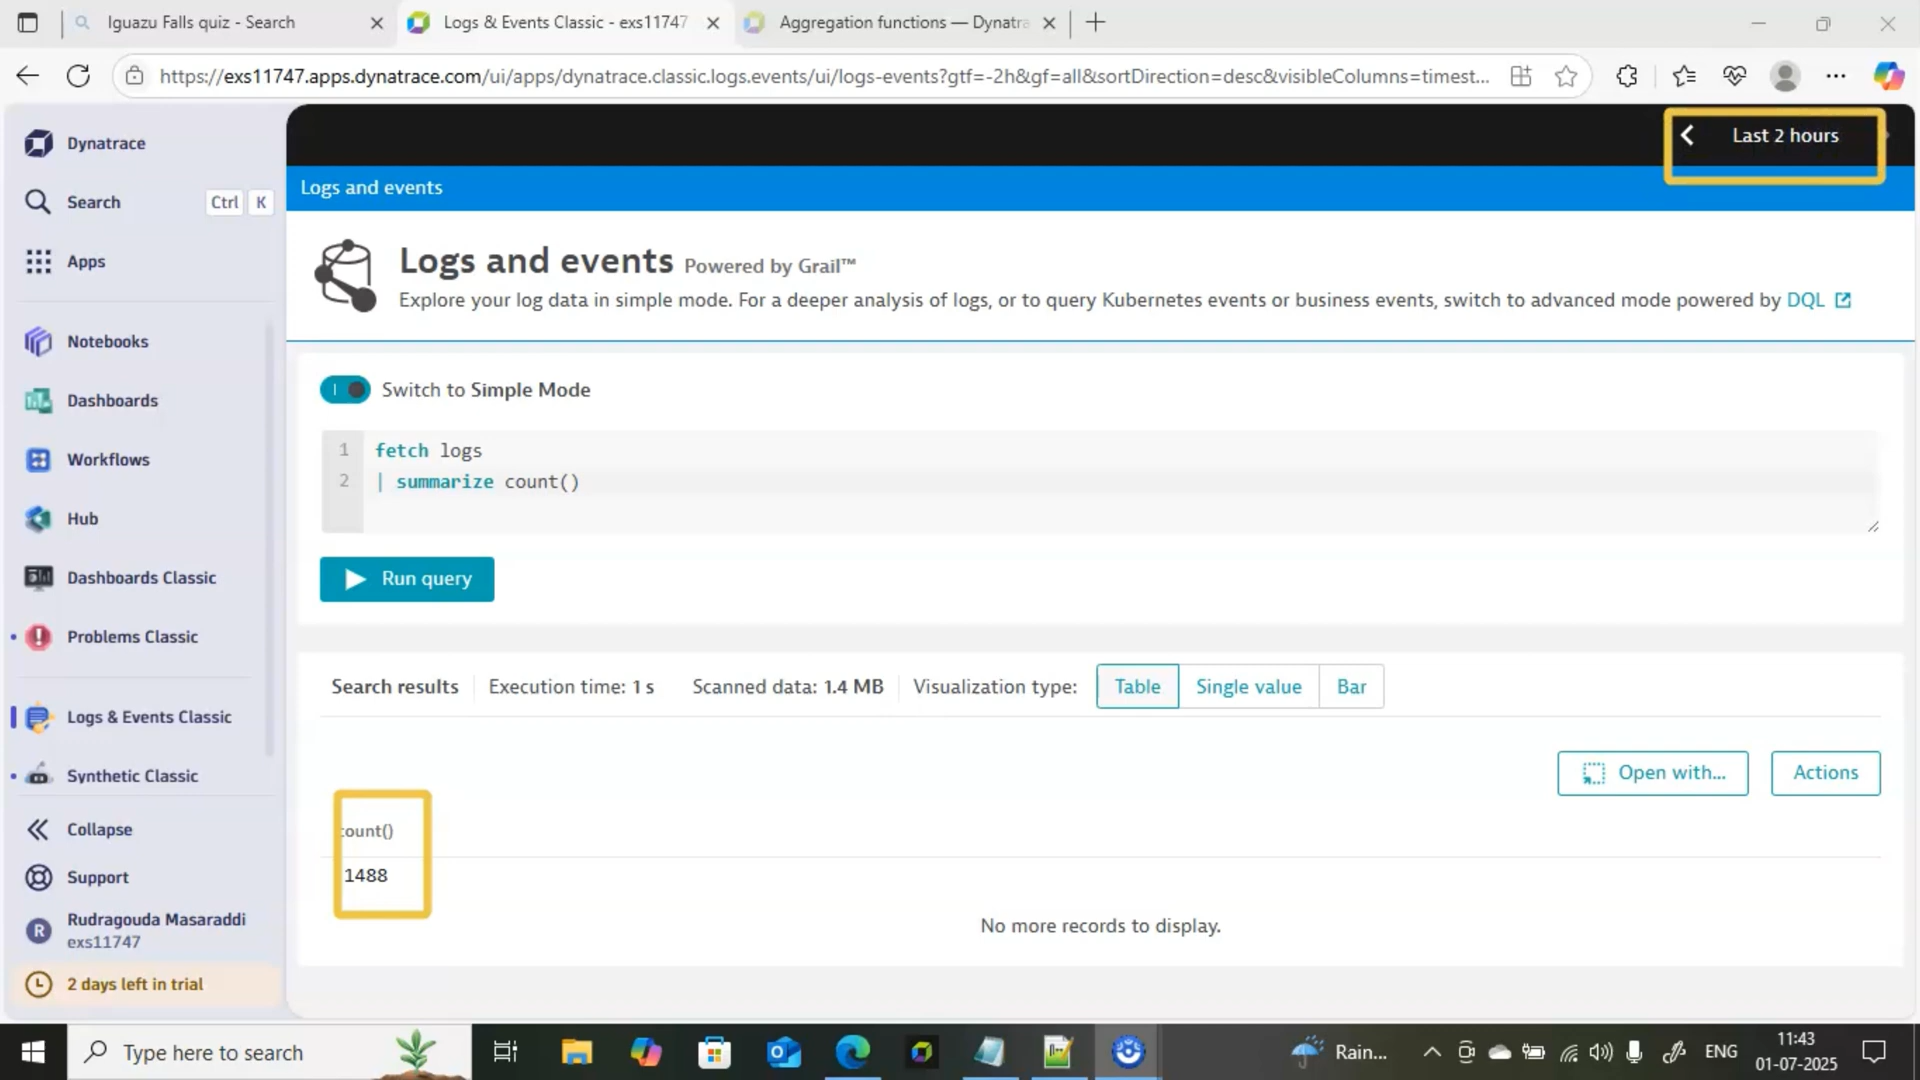 Iguazu Falls quiz - Search
Logs & Events Classic - exs11747
Aggregation functions — Dynatra
https://exs11747.apps.dynatrace.com/ui/apps/dynatrace.classic.logs.events/ui/logs-events?gtf=-2h&gf=all&sortDirection=desc&visibleColumns=timest...
Dynatrace
Search
Ctrl K
Apps
Notebooks
Dashboards
Workflows
Hub
Dashboards Classic
Problems Classic
Logs & Events Classic
Synthetic Classic
Collapse
Support
R
Rudragouda Masaraddi
exs11747
2 days left in trial
Last 2 hours
Logs and events
Logs and events Powered by Grail™
Explore your log data in simple mode. For a deeper analysis of logs, or to query Kubernetes events or business events, switch to advanced mode powered by DQL
Switch to Simple Mode
1 fetch logs
2 | summarize count()
Run query
Search results Execution time: 1 s Scanned data: 1.4 MB Visualization type: Table Single value Bar
Open with... Actions
count()
1488
No more records to display.
Type here to search
Rain...
ENG
11:43
01-07-2025